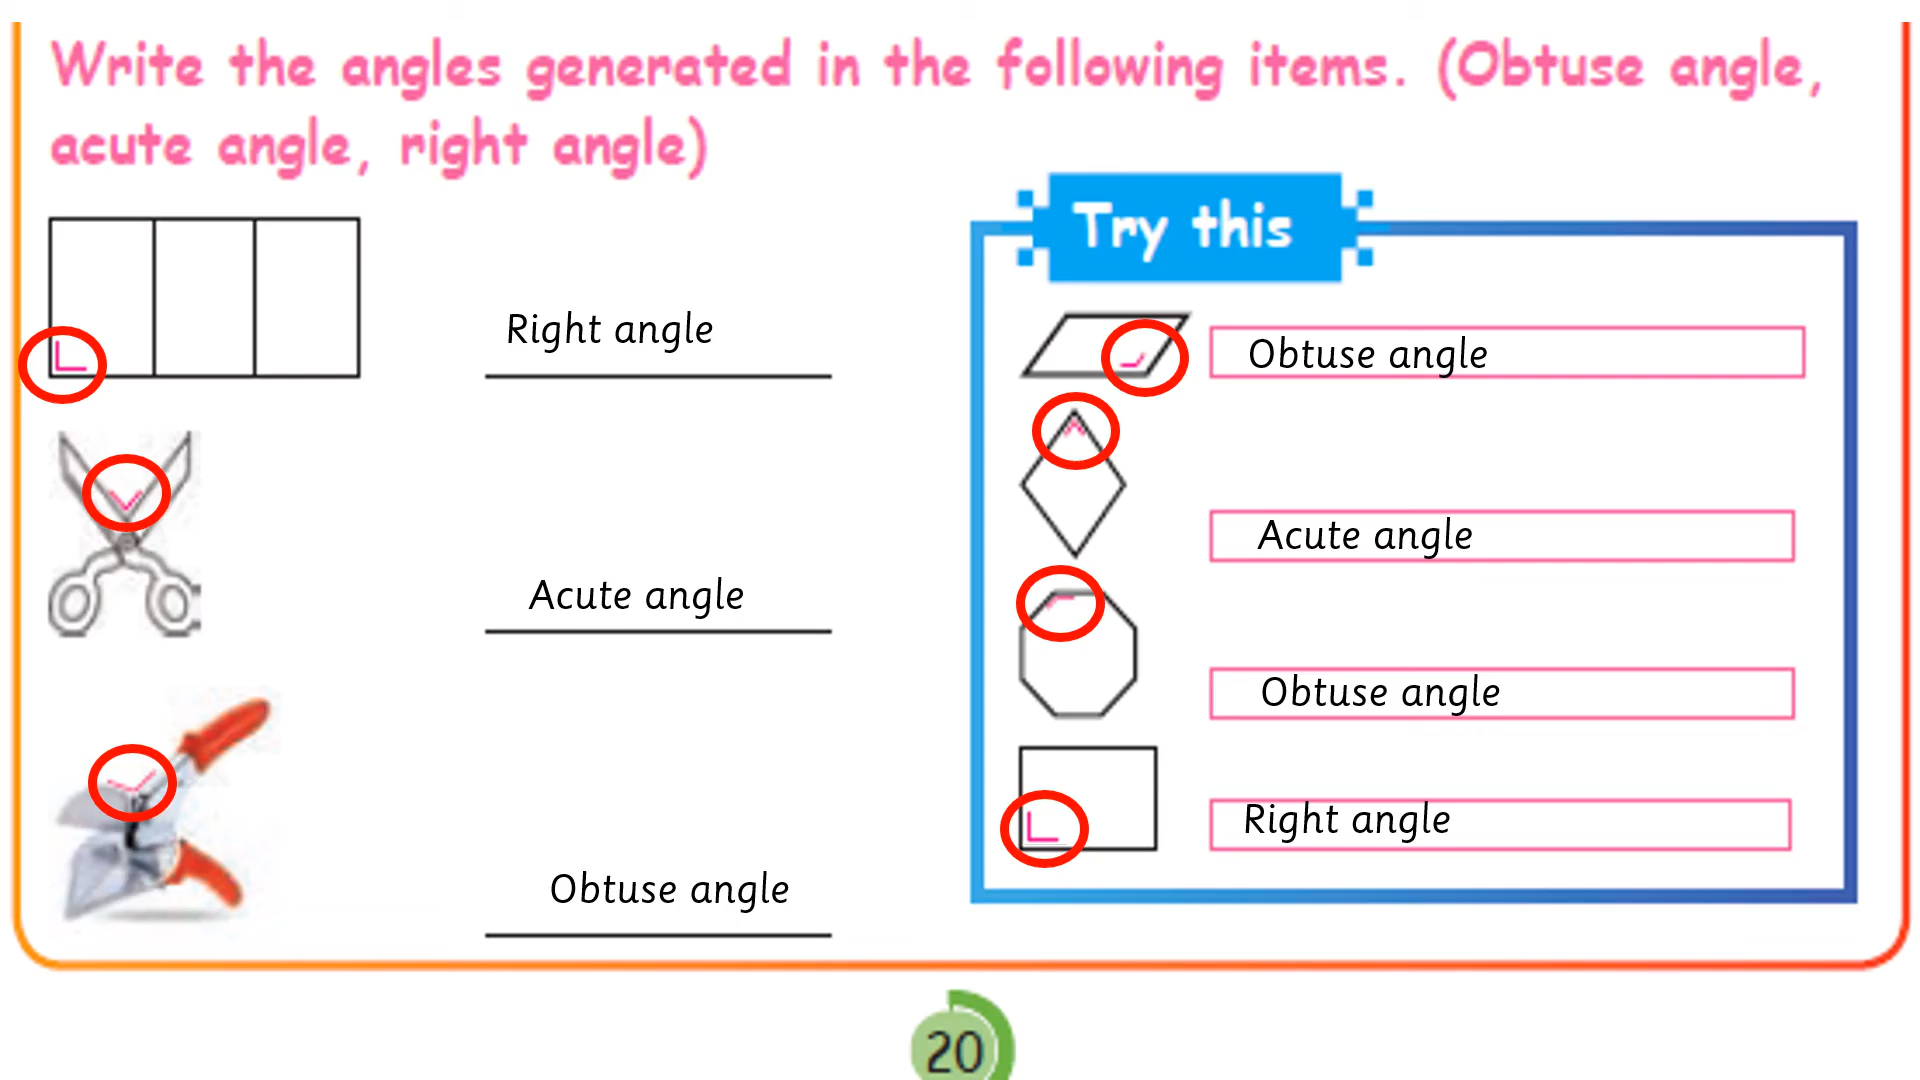 Write the angles generated in the following items. (Obtuse angle,
acute angle, right angle)
Right angle
Acute angle
Obtuse angle
Try this
Obtuse angle
Acute angle
Obtuse angle
Right angle
20